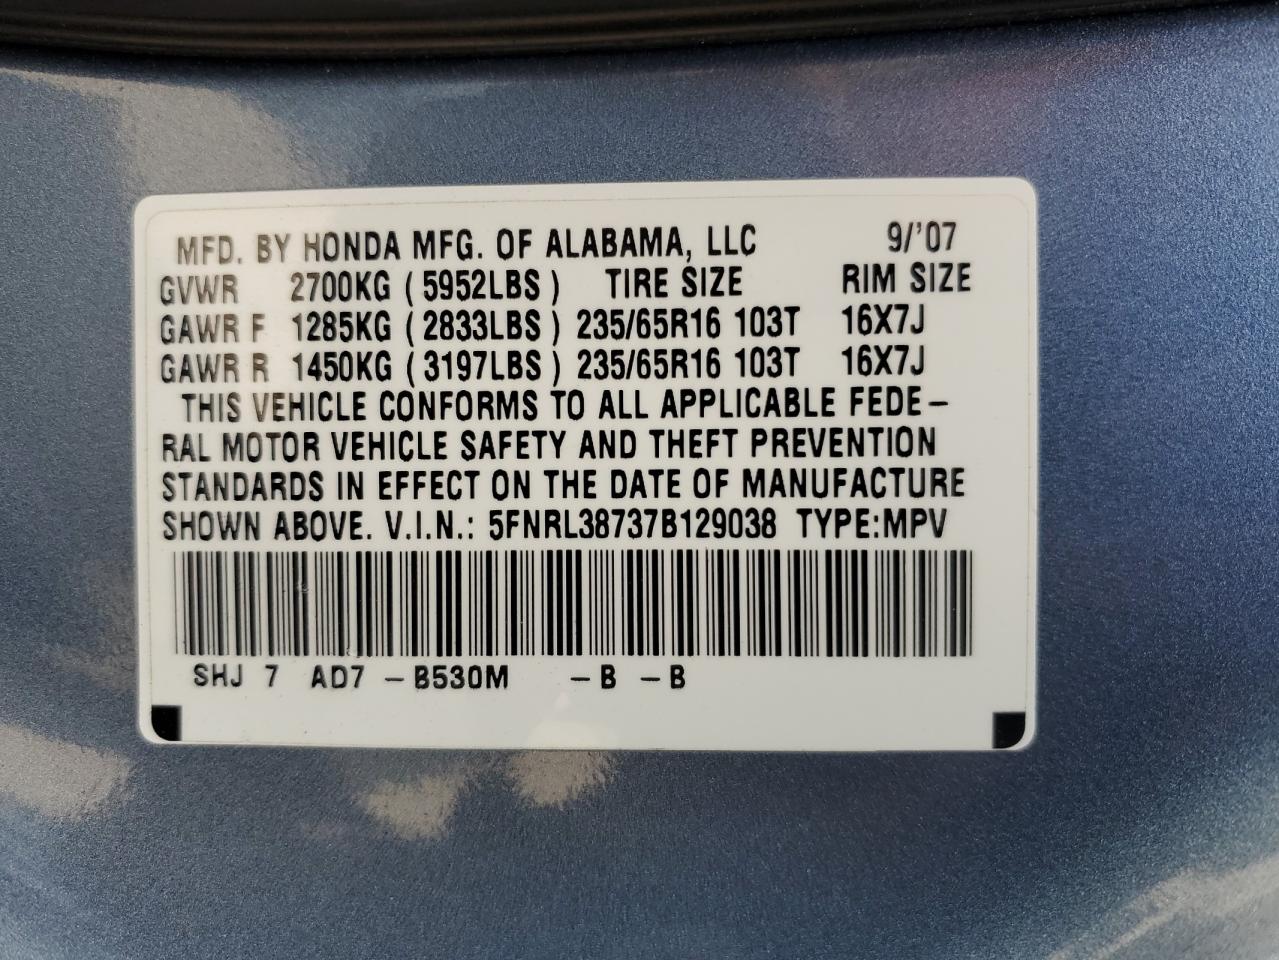 MFD. BY HONDA MFG. OF ALABAMA, LLC 9/'07
GVWR 2700KG (5952LBS) TIRE SIZE RIM SIZE
GAWR F 1285KG (2833LBS) 235/65R16 103T 16X7J
GAWR R 1450KG (3197LBS) 235/65R16 103T 16X7J
THIS VEHICLE CONFORMS TO ALL APPLICABLE FEDE-
RAL MOTOR VEHICLE SAFETY AND THEFT PREVENTION
STANDARDS IN EFFECT ON THE DATE OF MANUFACTURE
SHOWN ABOVE. V.I.N.: 5FNRL38737B129038 TYPE:MPV
SHJ 7 AD7 -B530M -B -B